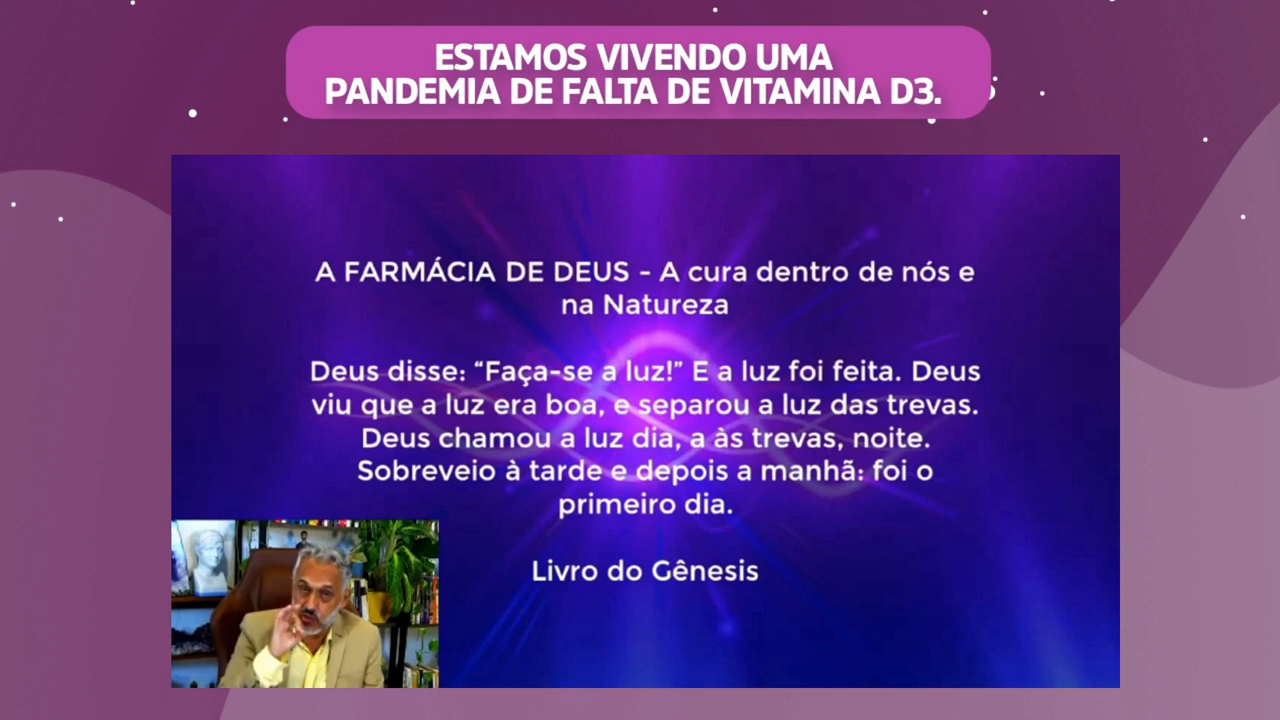 ESTAMOS VIVENDO UMA
PANDEMIA DE FALTA DE VITAMINA D3.
A FARMÁCIA DE DEUS - A cura dentro de nós e
na Natureza
Deus disse: “Faça-se a luz!” E a luz foi feita. Deus
viu que a luz era boa, e separou a luz das trevas.
Deus chamou a luz dia, a às trevas, noite.
Sobreveio à tarde e depois a manhã: foi o
primeiro dia.
Livro do Gênesis